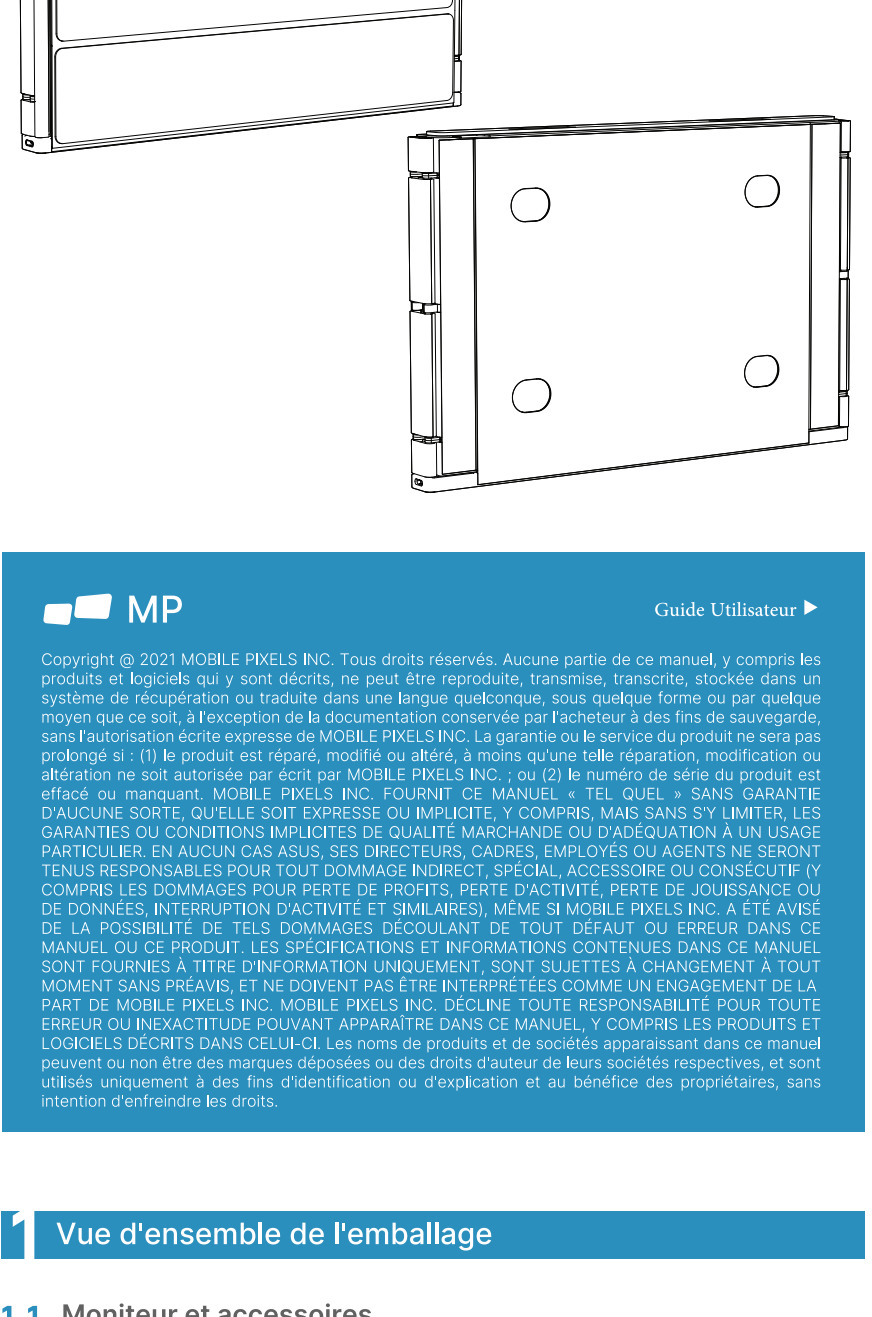 MP
Guide Utilisateur ▶
Copyright @ 2021 MOBILE PIXELS INC. Tous droits réservés. Aucune partie de ce manuel, y compris les
produits et logiciels qui y sont décrits, ne peut être reproduite, transmise, transcrite, stockée dans un
système de récupération ou traduite dans une langue quelconque, sous quelque forme ou par quelque
moyen que ce soit, à l'exception de la documentation conservée par l'acheteur à des fins de sauvegarde,
sans l'autorisation écrite expresse de MOBILE PIXELS INC. La garantie ou le service du produit ne sera pas
prolongé si : (1) le produit est réparé, modifié ou altéré, à moins qu'une telle réparation, modification ou
altération ne soit autorisée par écrit par MOBILE PIXELS INC. ; ou (2) le numéro de série du produit est
effacé ou manquant. MOBILE PIXELS INC. FOURNIT CE MANUEL « TEL QUEL » SANS GARANTIE
D'AUCUNE SORTE, QU'ELLE SOIT EXPRESSE OU IMPLICITE, Y COMPRIS, MAIS SANS S'Y LIMITER, LES
GARANTIES OU CONDITIONS IMPLICITES DE QUALITÉ MARCHANDE OU D'ADÉQUATION À UN USAGE
PARTICULIER. EN AUCUN CAS ASUS, SES DIRECTEURS, CADRES, EMPLOYÉS OU AGENTS NE SERONT
TENUS RESPONSABLES POUR TOUT DOMMAGE INDIRECT, SPÉCIAL, ACCESSOIRE OU CONSÉCUTIF (Y
COMPRIS LES DOMMAGES POUR PERTE DE PROFITS, PERTE D'ACTIVITÉ, PERTE DE JOUISSANCE OU
DE DONNÉES, INTERRUPTION D'ACTIVITÉ ET SIMILAIRES), MÊME SI MOBILE PIXELS INC. A ÉTÉ AVISÉ
DE LA POSSIBILITÉ DE TELS DOMMAGES DÉCOULANT DE TOUT DÉFAUT OU ERREUR DANS CE
MANUEL OU CE PRODUIT. LES SPÉCIFICATIONS ET INFORMATIONS CONTENUES DANS CE MANUEL
SONT FOURNIES À TITRE D'INFORMATION UNIQUEMENT, SONT SUJETTES À CHANGEMENT À TOUT
MOMENT SANS PRÉAVIS, ET NE DOIVENT PAS ÊTRE INTERPRÉTÉES COMME UN ENGAGEMENT DE LA
PART DE MOBILE PIXELS INC. MOBILE PIXELS INC. DÉCLINE TOUTE RESPONSABILITÉ POUR TOUTE
ERREUR OU INEXACTITUDE POUVANT APPARAÎTRE DANS CE MANUEL, Y COMPRIS LES PRODUITS ET
LOGICIELS DÉCRITS DANS CELUI-CI. Les noms de produits et de sociétés apparaissant dans ce manuel
peuvent ou non être des marques déposées ou des droits d'auteur de leurs sociétés respectives, et sont
utilisés uniquement à des fins d'identification ou d'explication et au bénéfice des propriétaires, sans
intention d'enfreindre les droits.
1 Vue d'ensemble de l'emballage
1.1 Moniteur et accessoires